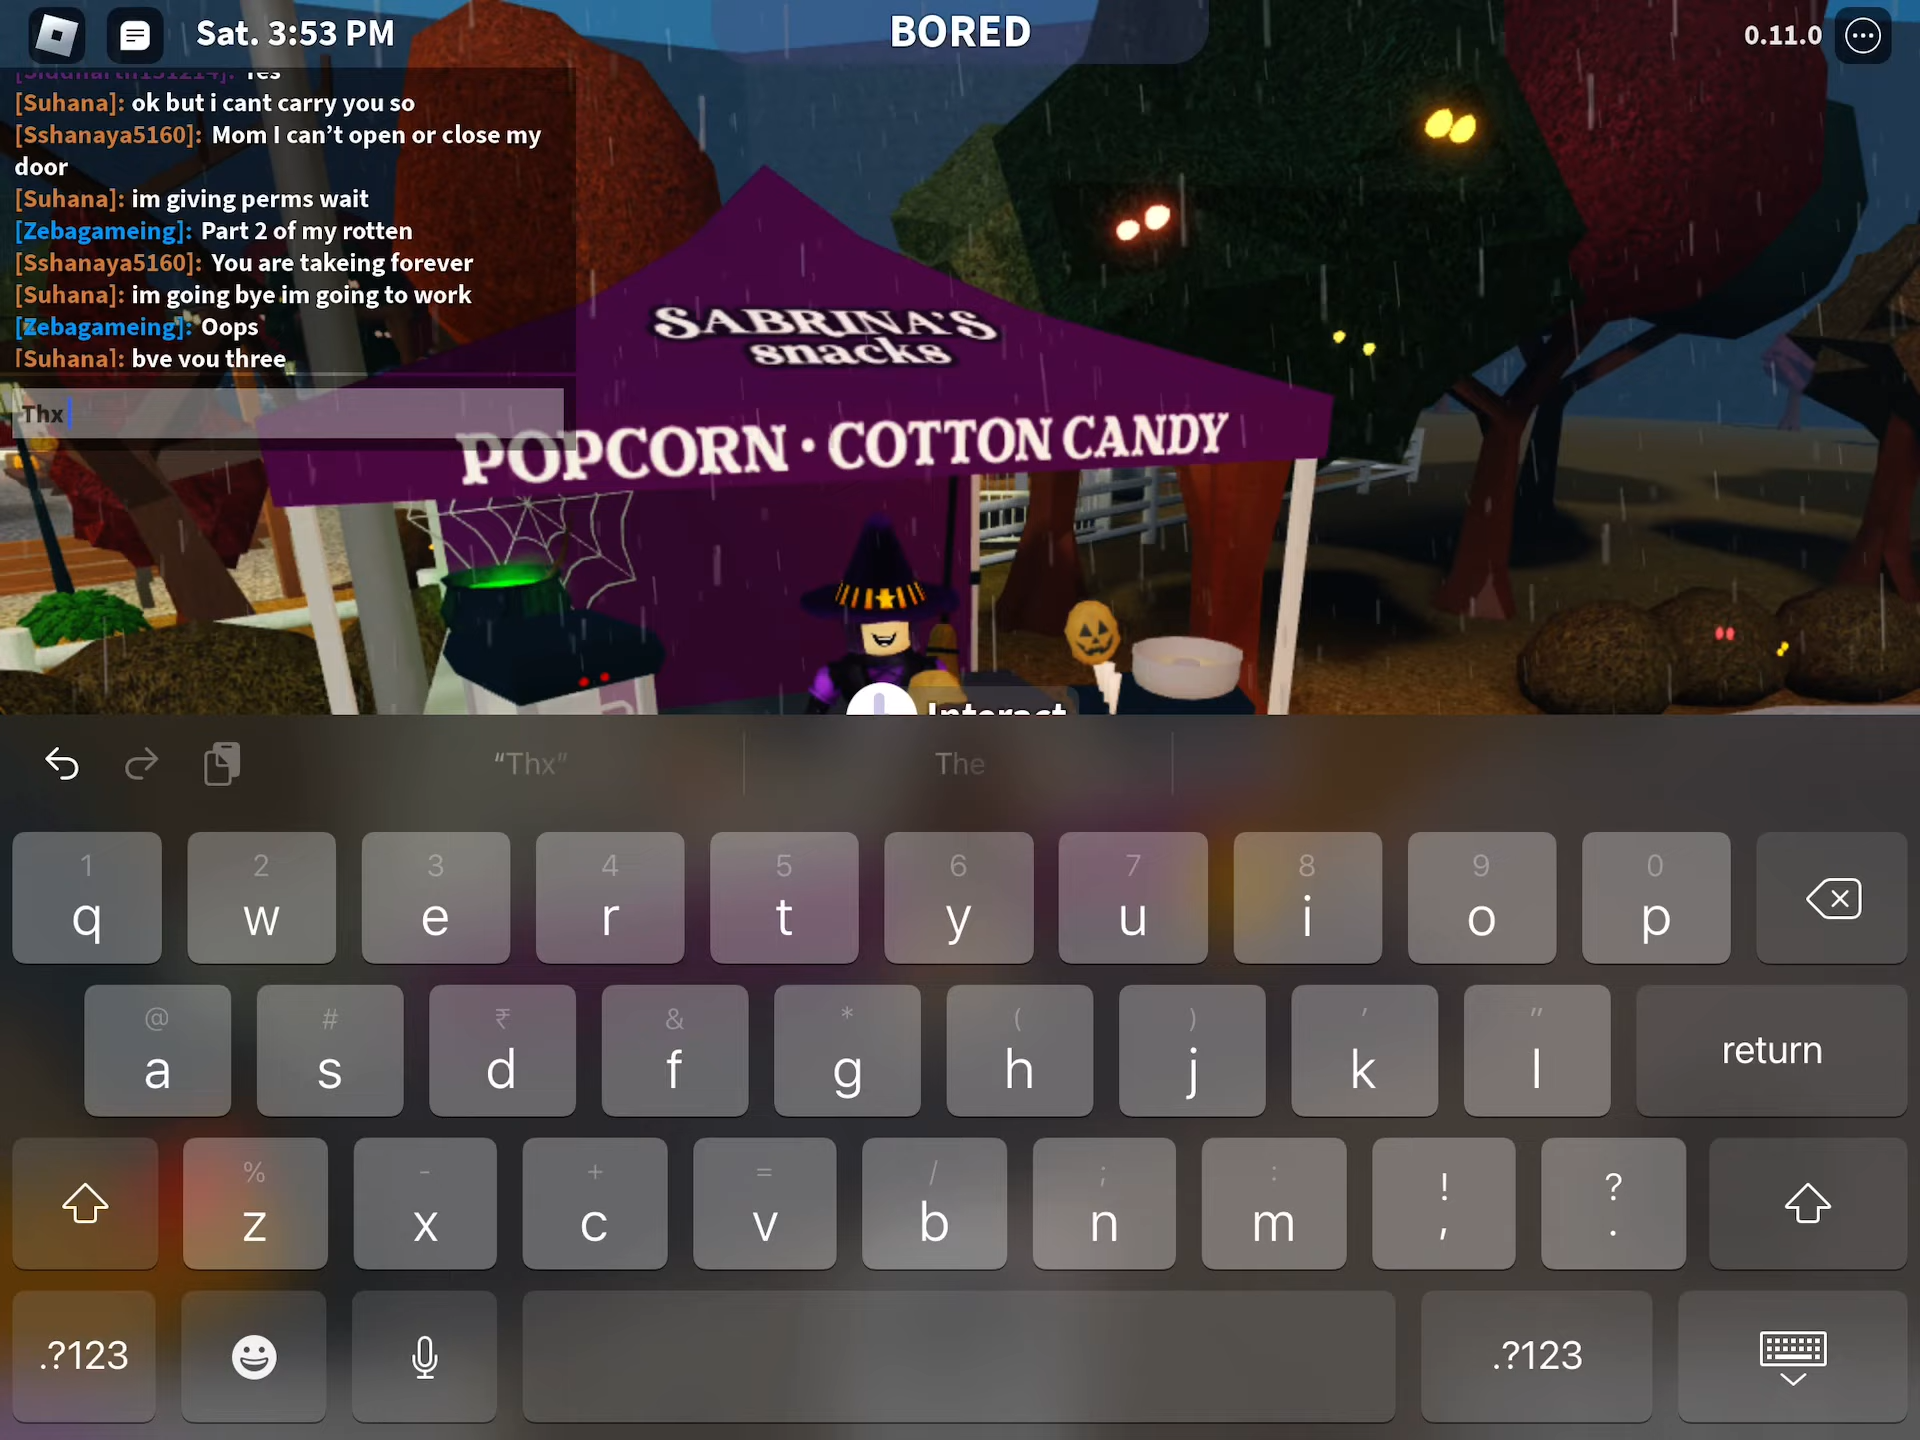 Sat. 3:53 PM
BORED
0.11.0
[Siddharth151214]: Yes
[Suhana]: ok but i cant carry you so
[Sshanaya5160]: Mom I can't open or close my
door
[Suhana]: im giving perms wait
[Zebagameing]: Part 2 of my rotten
[Sshanaya5160]: You are takeing forever
[Suhana]: im going bye im going to work
[Zebagameing]: Oops
[Suhana]: bye you three
Thx
SABRINA'S
snacks
POPCORN • COTTON CANDY
Interact
“Thx” The
1 2 3 4 5 6 7 8 9 0
q w e r t y u i o p
@ # ₹ & * ( ) ' "
a s d f g h j k l return
% - + = / ; : ! ?
z x c v b n m , .
.?123 .?123